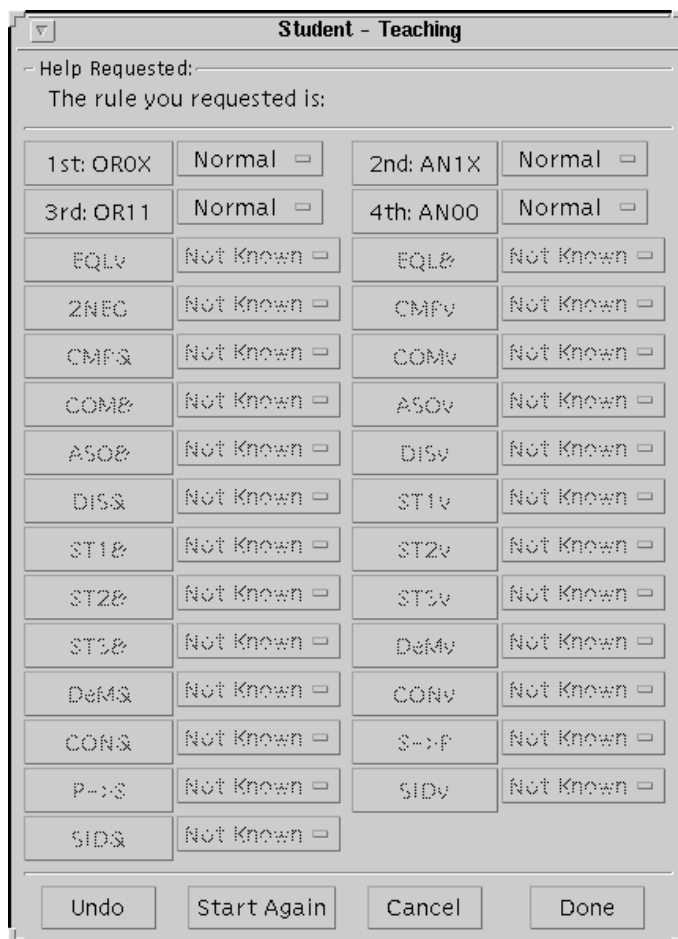 Student - Teaching
Help Requested:
The rule you requested is:
1st: OR0X Normal 2nd: AN1X Normal
3rd: OR11 Normal 4th: AN00 Normal
EQLv Not Known EQL& Not Known
2NEG Not Known CMPv Not Known
CMP& Not Known COMv Not Known
COM& Not Known ASOv Not Known
ASO& Not Known DISv Not Known
DIS& Not Known ST1v Not Known
ST1& Not Known ST2v Not Known
ST2& Not Known ST3v Not Known
ST3& Not Known DeMv Not Known
DeM& Not Known CONv Not Known
CON& Not Known S->P Not Known
P->S Not Known SIDv Not Known
SID& Not Known
Undo Start Again Cancel Done